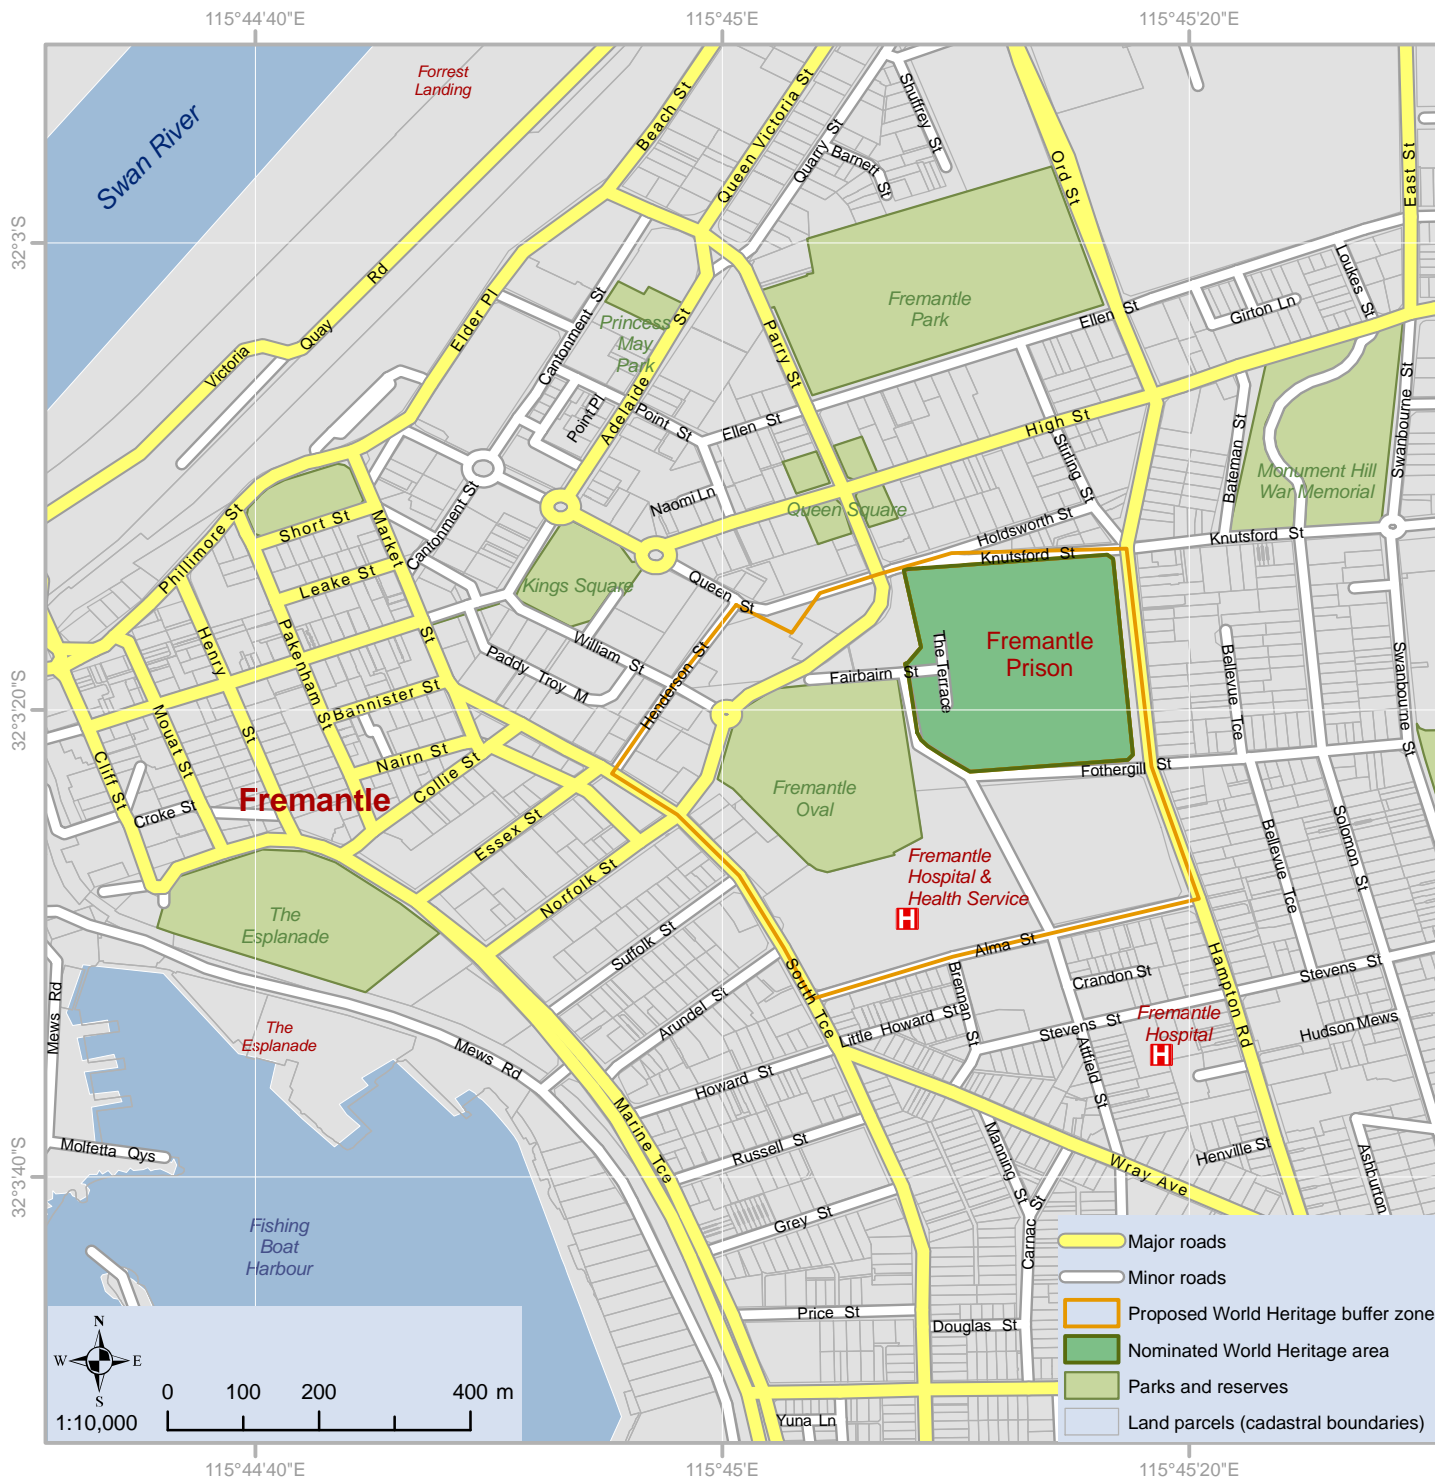 115°44'40"E
115°45'E
115°45'20"E
Forrest
Landing
Swan River
Beach St
Queen Victoria St
Shuffrey St
Quarry St
Barnett St
Ord St
East St
32°3'S
Victoria
Quay
Rd
Elder Pl
Cantonment St
Princess
May
Park
Adelaide St
Parry St
Fremantle
Park
Ellen St
Loukes St
Girton Ln
Point Pl
Point St
Ellen St
High St
Stirling St
Bateman St
Swanbourne St
Monument Hill
War Memorial
Naomi Ln
Queen Square
Holdsworth St
Knutsford St
Knutsford St
Phillimore St
Short St
Market St
Cantonment St
Leake St
Kings Square
Queen St
Henry St
Pakenham St
William St
Paddy Troy M
Henderson St
Fremantle
Prison
The Terrace
Fairbairn St
Bellevue Tce
Swanbourne St
32°3'20"S
Bannister St
Mouat St
Cliff St
Nairn St
Collie St
Croke St
Fremantle
Essex St
Norfolk St
Fremantle
Oval
Fothergill St
Bellevue Tce
Solomon St
Fremantle
Hospital &
Health Service
H
The
Esplanade
Suffolk St
South Tce
Alma St
Brennan St
Crandon St
Hampton Rd
Stevens St
Mews Rd
The
Esplanade
Mews Rd
Arundel St
Little Howard St
Stevens St
Fremantle
Hospital
H
Hudson Mews
Attfield St
Howard St
Marine Tce
Russell St
Manning St
Wray Ave
Henville St
Ashburton
Molfetta Qys
32°3'40"S
Grey St
Carnac St
Fishing
Boat
Harbour
Price St
Douglas St
Yuna Ln
N
W
E
S
0 100 200 400 m
1:10,000
Major roads
Minor roads
Proposed World Heritage buffer zone
Nominated World Heritage area
Parks and reserves
Land parcels (cadastral boundaries)
115°44'40"E
115°45'E
115°45'20"E